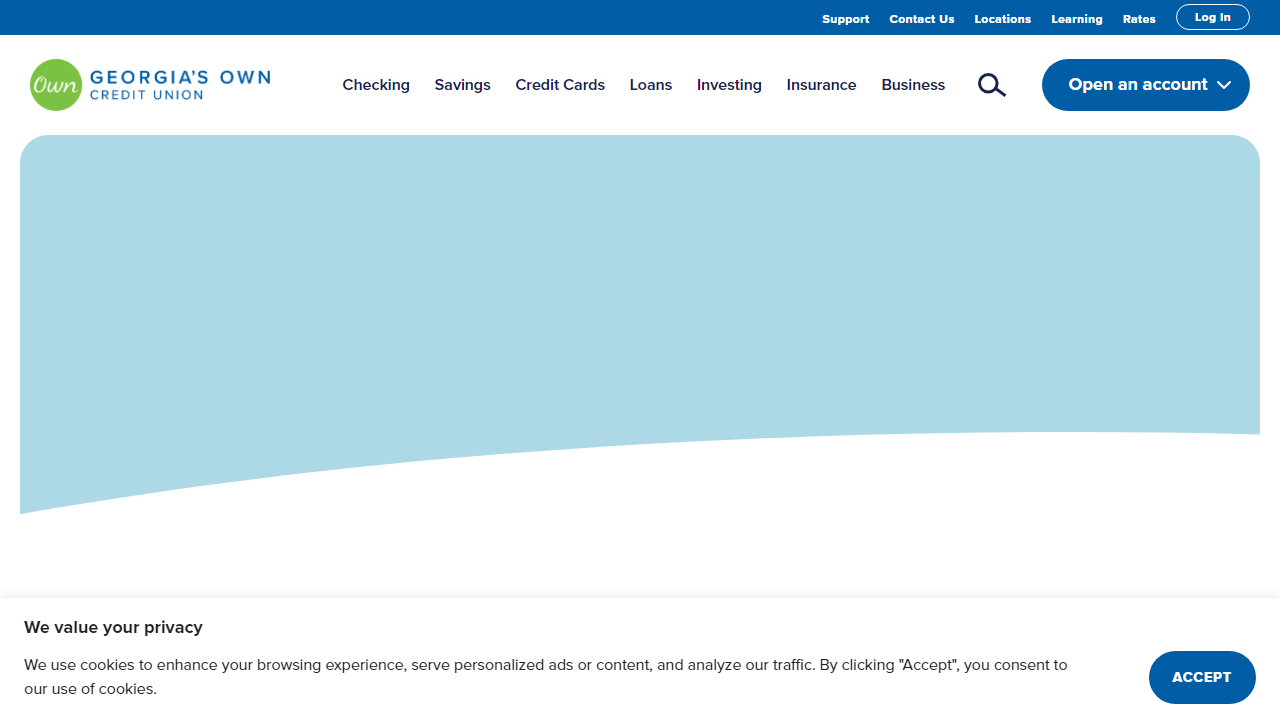 Support Contact Us Locations Learning Rates Log In
Own GEORGIA'S OWN
CREDIT UNION
Checking Savings Credit Cards Loans Investing Insurance Business Open an account
We value your privacy
We use cookies to enhance your browsing experience, serve personalized ads or content, and analyze our traffic. By clicking "Accept", you consent to
our use of cookies.
ACCEPT